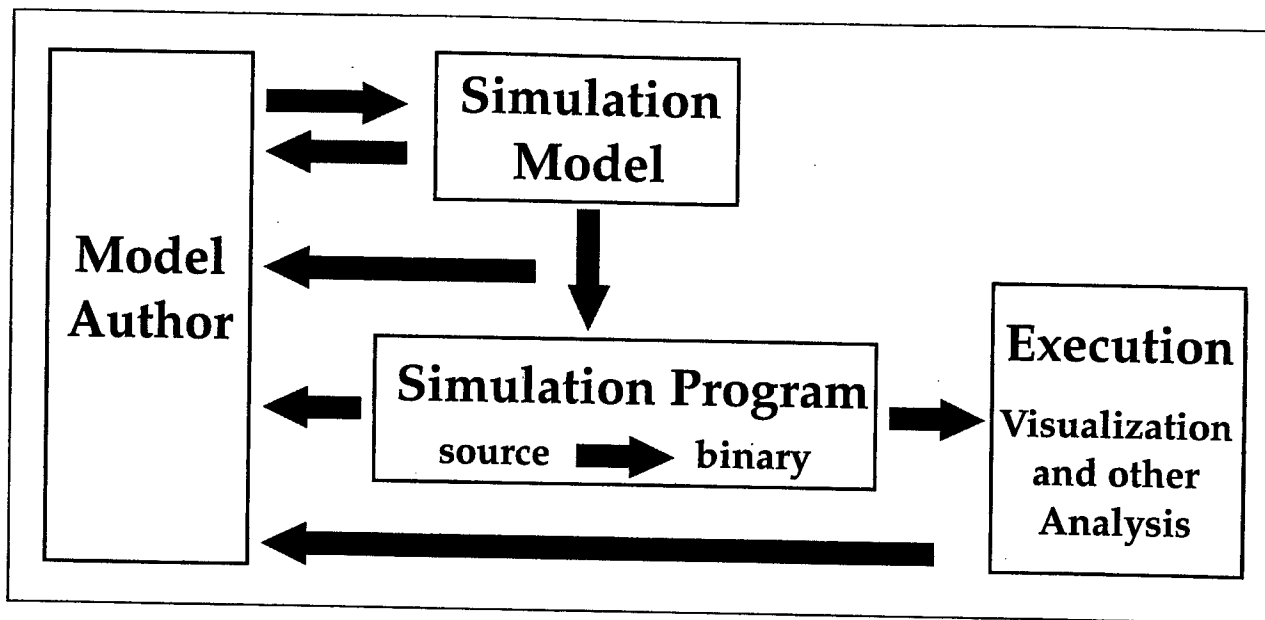 Model
Author
Simulation
Model
Simulation Program
source binary
Execution
Visualization
and other
Analysis